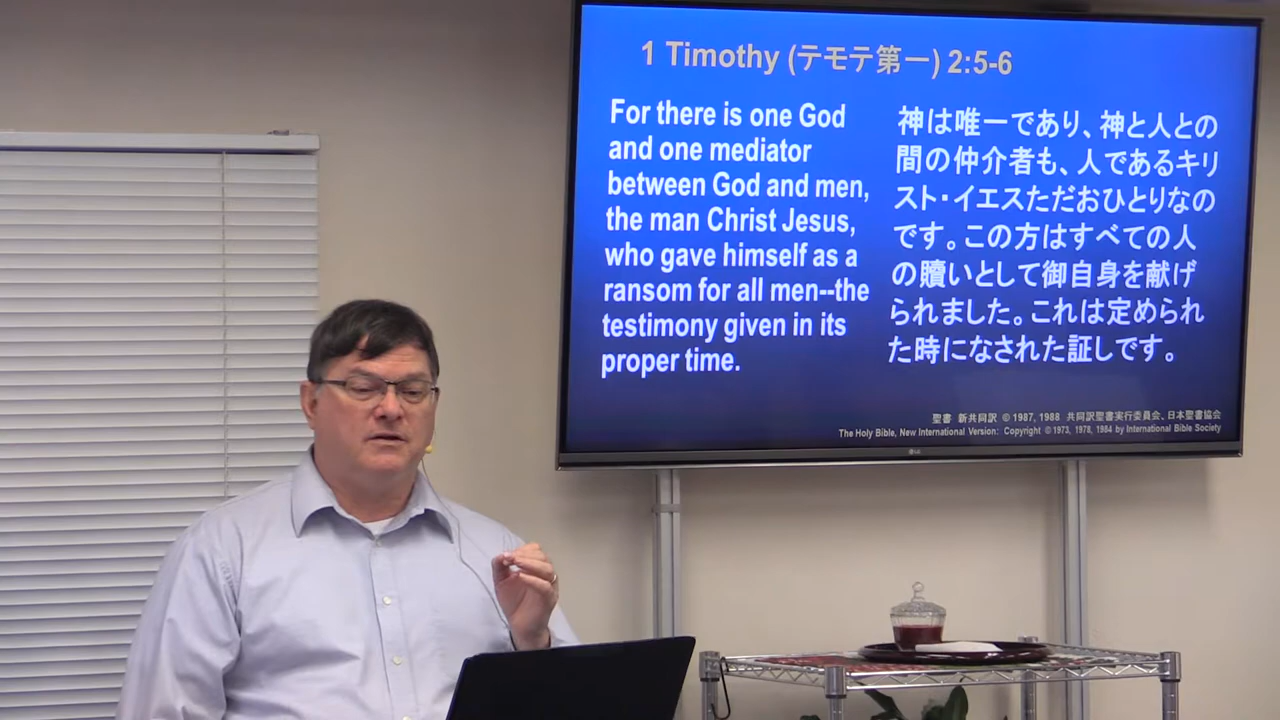 1 Timothy (テモテ第一) 2:5-6
For there is one God
and one mediator
between God and men,
the man Christ Jesus,
who gave himself as a
ransom for all men--the
testimony given in its
proper time.
神は唯一であり、神と人との
間の仲介者も、人であるキリ
スト・イエスただおひとりなの
です。この方はすべての人
の贖いとして御自身を献げ
られました。これは定められ
た時になされた証しです。
聖書 新共同訳 © 1987, 1988 共同訳聖書実行委員会、日本聖書協会
The Holy Bible, New International Version: Copyright © 1973, 1978, 1984 by International Bible Society
LG